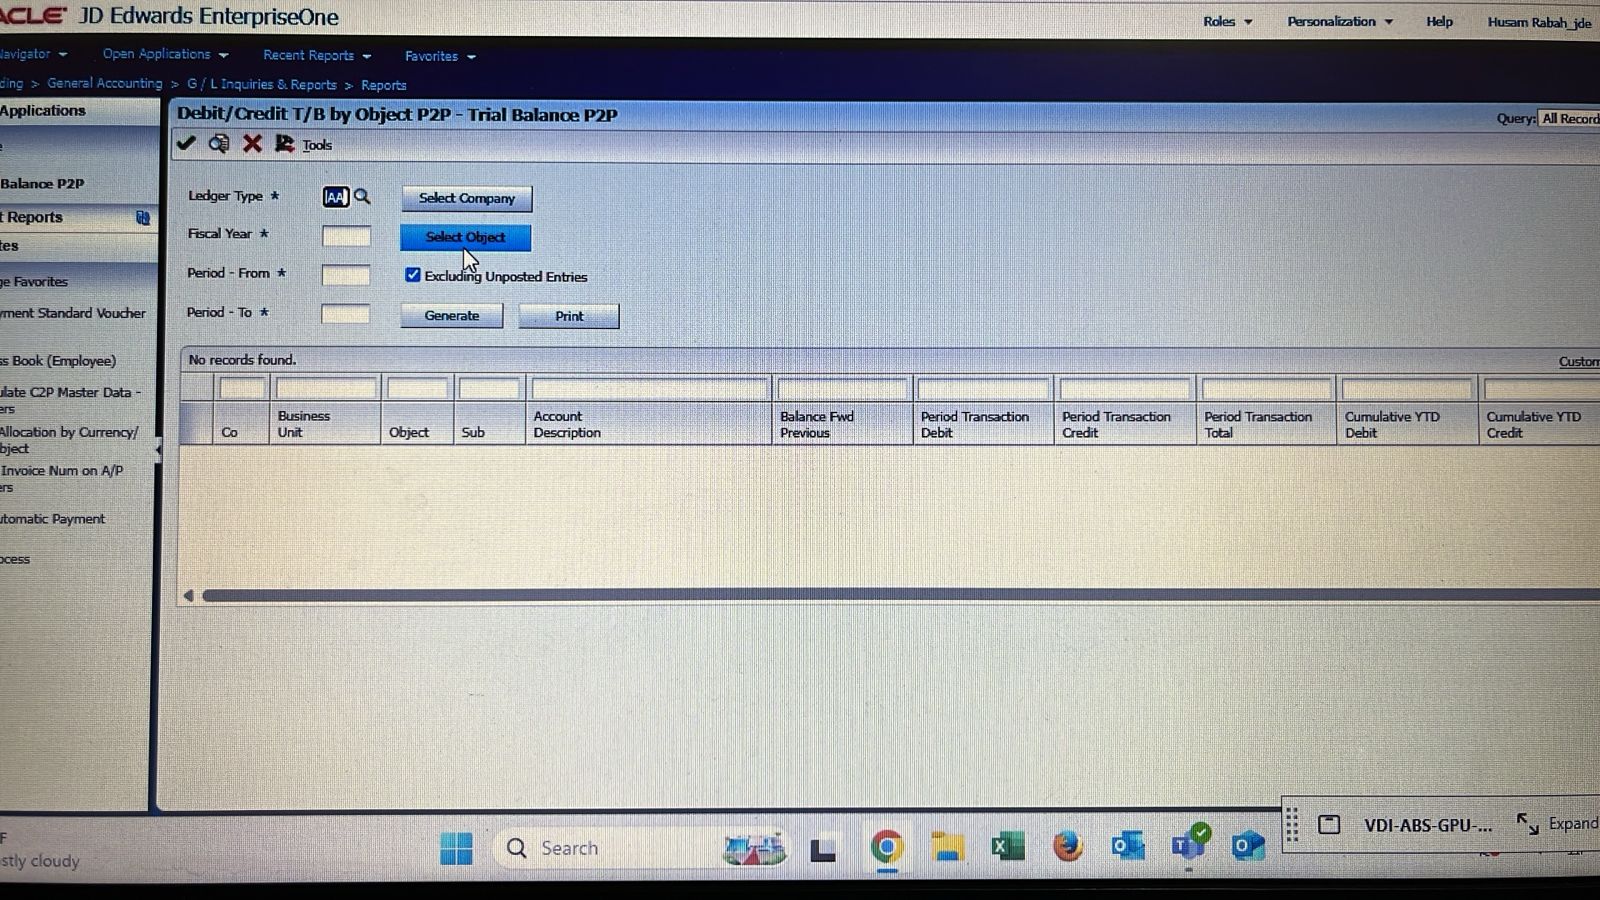 ACLE JD Edwards EnterpriseOne
Roles Personalization Help Husam Rabah_jde
Navigator Open Applications Recent Reports Favorites
ding > General Accounting > G / L Inquiries & Reports > Reports
Applications
Balance P2P
t Reports
tes
ge Favorites
yment Standard Voucher
ss Book (Employee)
ulate C2P Master Data -
ers
Allocation by Currency/
bject
Invoice Num on A/P
ers
utomatic Payment
ocess
Debit/Credit T/B by Object P2P - Trial Balance P2P
Query: All Record
Tools
Ledger Type * AA Select Company
Fiscal Year * Select Object
Period - From * Excluding Unposted Entries
Period - To * Generate Print
No records found.
Custom
Co
Business
Unit
Object
Sub
Account
Description
Balance Fwd
Previous
Period Transaction
Debit
Period Transaction
Credit
Period Transaction
Total
Cumulative YTD
Debit
Cumulative YTD
Credit
F
stly cloudy
Search
VDI-ABS-GPU-... Expand